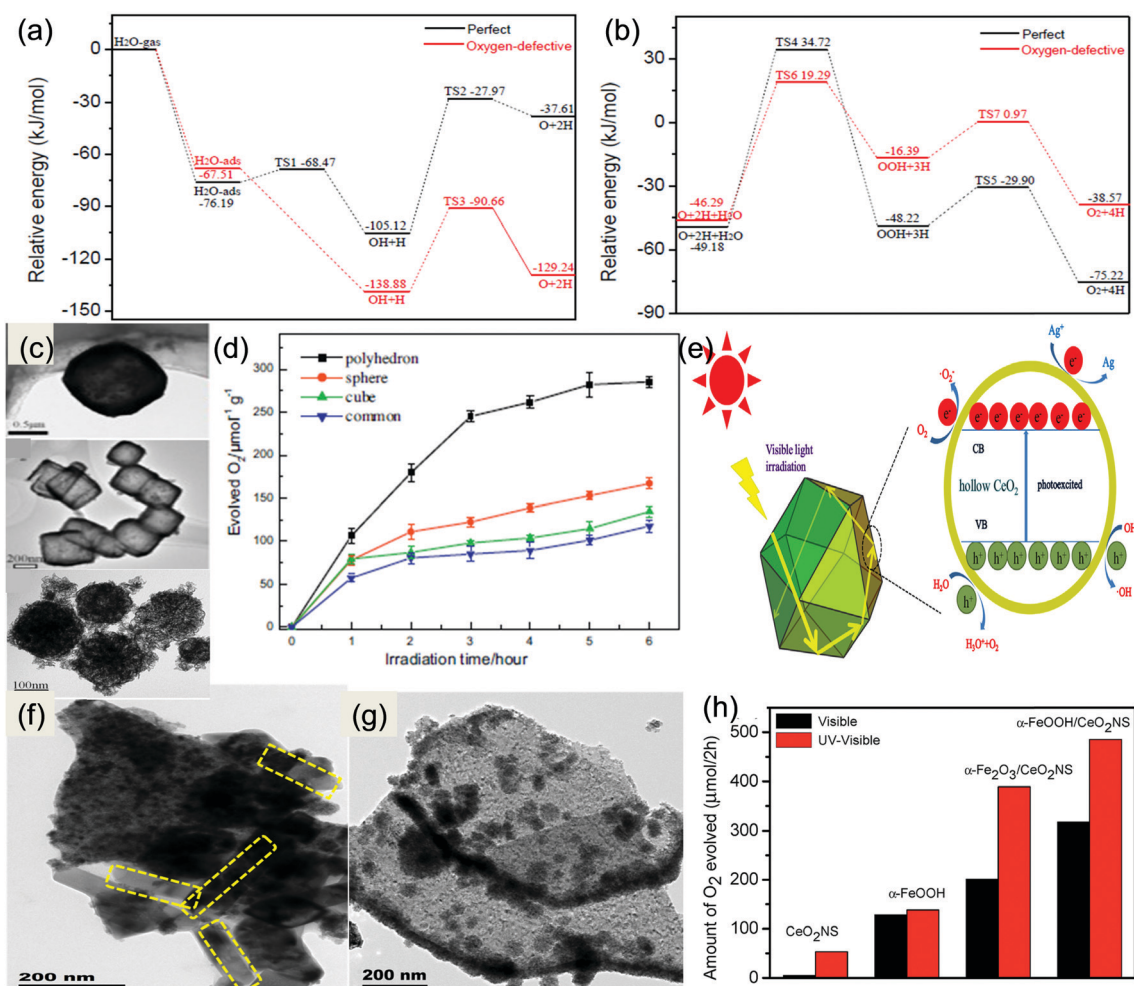 (a)
Relative energy (kJ/mol)
0
-30
-60
-90
-120
-150
Perfect
Oxygen-defective
H2O-gas
H2O-ads
-67.51
H2O-ads
-76.19
TS1 -68.47
-105.12
OH+H
-138.88
OH+H
TS2 -27.97
TS3 -90.66
-37.61
O+2H
-129.24
O+2H
(b)
Relative energy (kJ/mol)
30
0
-30
-60
-90
Perfect
Oxygen-defective
TS4 34.72
TS6 19.29
-46.29
O+2H+H2O
O+2H+H2O
-49.18
-16.39
OOH+3H
-48.22
OOH+3H
TS7 0.97
TS5 -29.90
-38.57
O2+4H
-75.22
O2+4H
(c)
0.5μm
200nm
100nm
(d)
Evolved O2/μmol-1 g-1
300
250
200
150
100
50
0
polyhedron
sphere
cube
common
0 1 2 3 4 5 6
Irradiation time/hour
(e)
Visible light
irradiation
Ag+
e-
Ag
·O2-
e-
O2
e- e- e- e- e- e-
CB
hollow CeO2
photoexcited
VB
h+ h+ h+ h+ h+ h+ h+
H2O
h+
H3O++O2
OH
h+
·OH
(f)
200 nm
(g)
200 nm
(h)
Amount of O2 evolved (μmol/2h)
500
400
300
200
100
0
Visible
UV-Visible
CeO2NS
α-FeOOH
α-Fe2O3/CeO2NS
α-FeOOH/CeO2NS